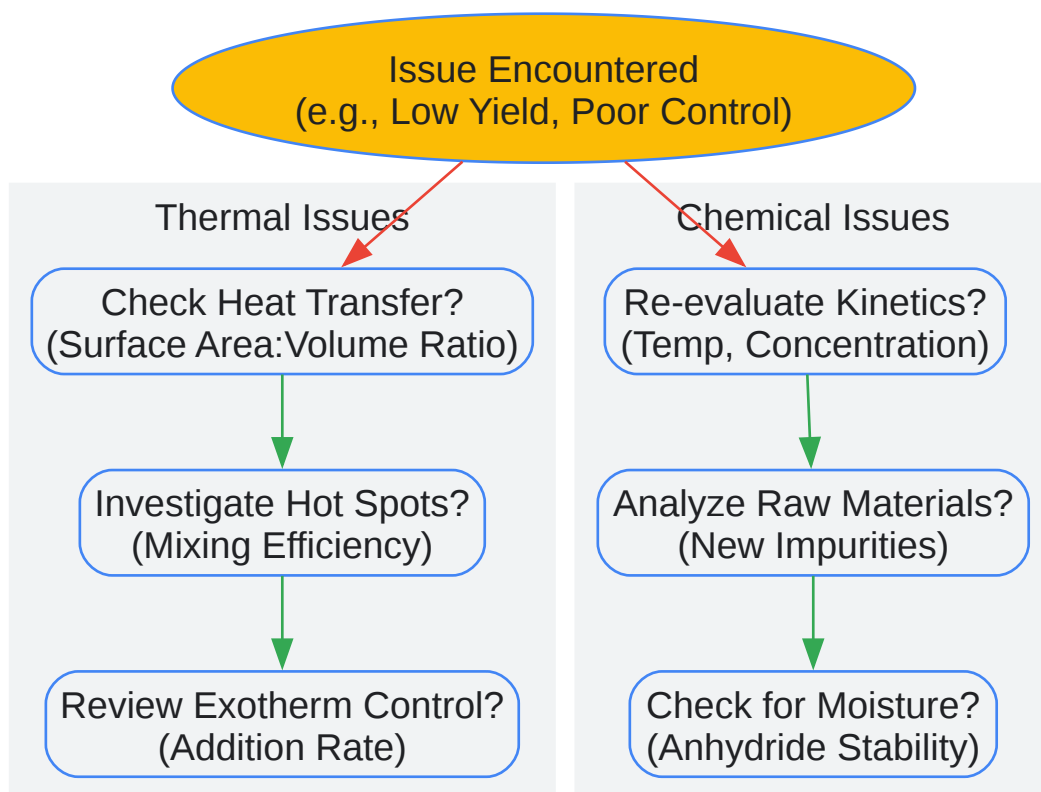 Issue Encountered
(e.g., Low Yield, Poor Control)
Thermal Issues
Check Heat Transfer?
(Surface Area:Volume Ratio)
Investigate Hot Spots?
(Mixing Efficiency)
Review Exotherm Control?
(Addition Rate)
Chemical Issues
Re-evaluate Kinetics?
(Temp, Concentration)
Analyze Raw Materials?
(New Impurities)
Check for Moisture?
(Anhydride Stability)